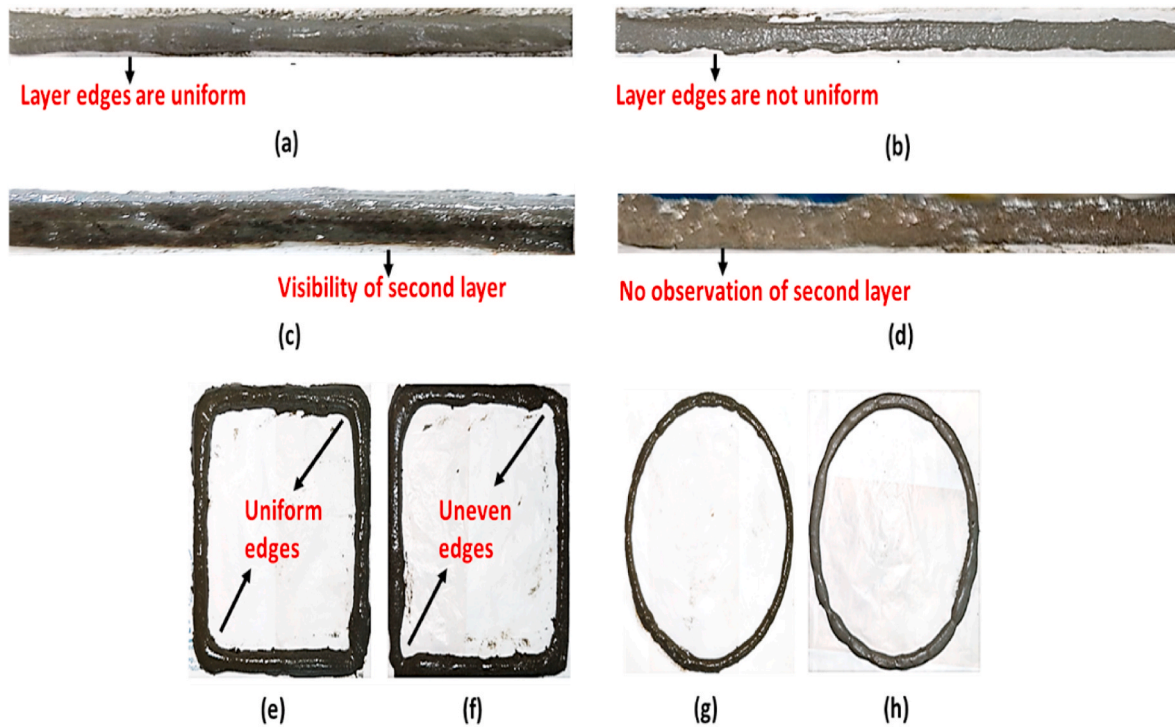 Layer edges are uniform
Layer edges are not uniform
(a)
(b)
Visibility of second layer
No observation of second layer
(c)
(d)
Uniform
edges
Uneven
edges
(e)
(f)
(g)
(h)